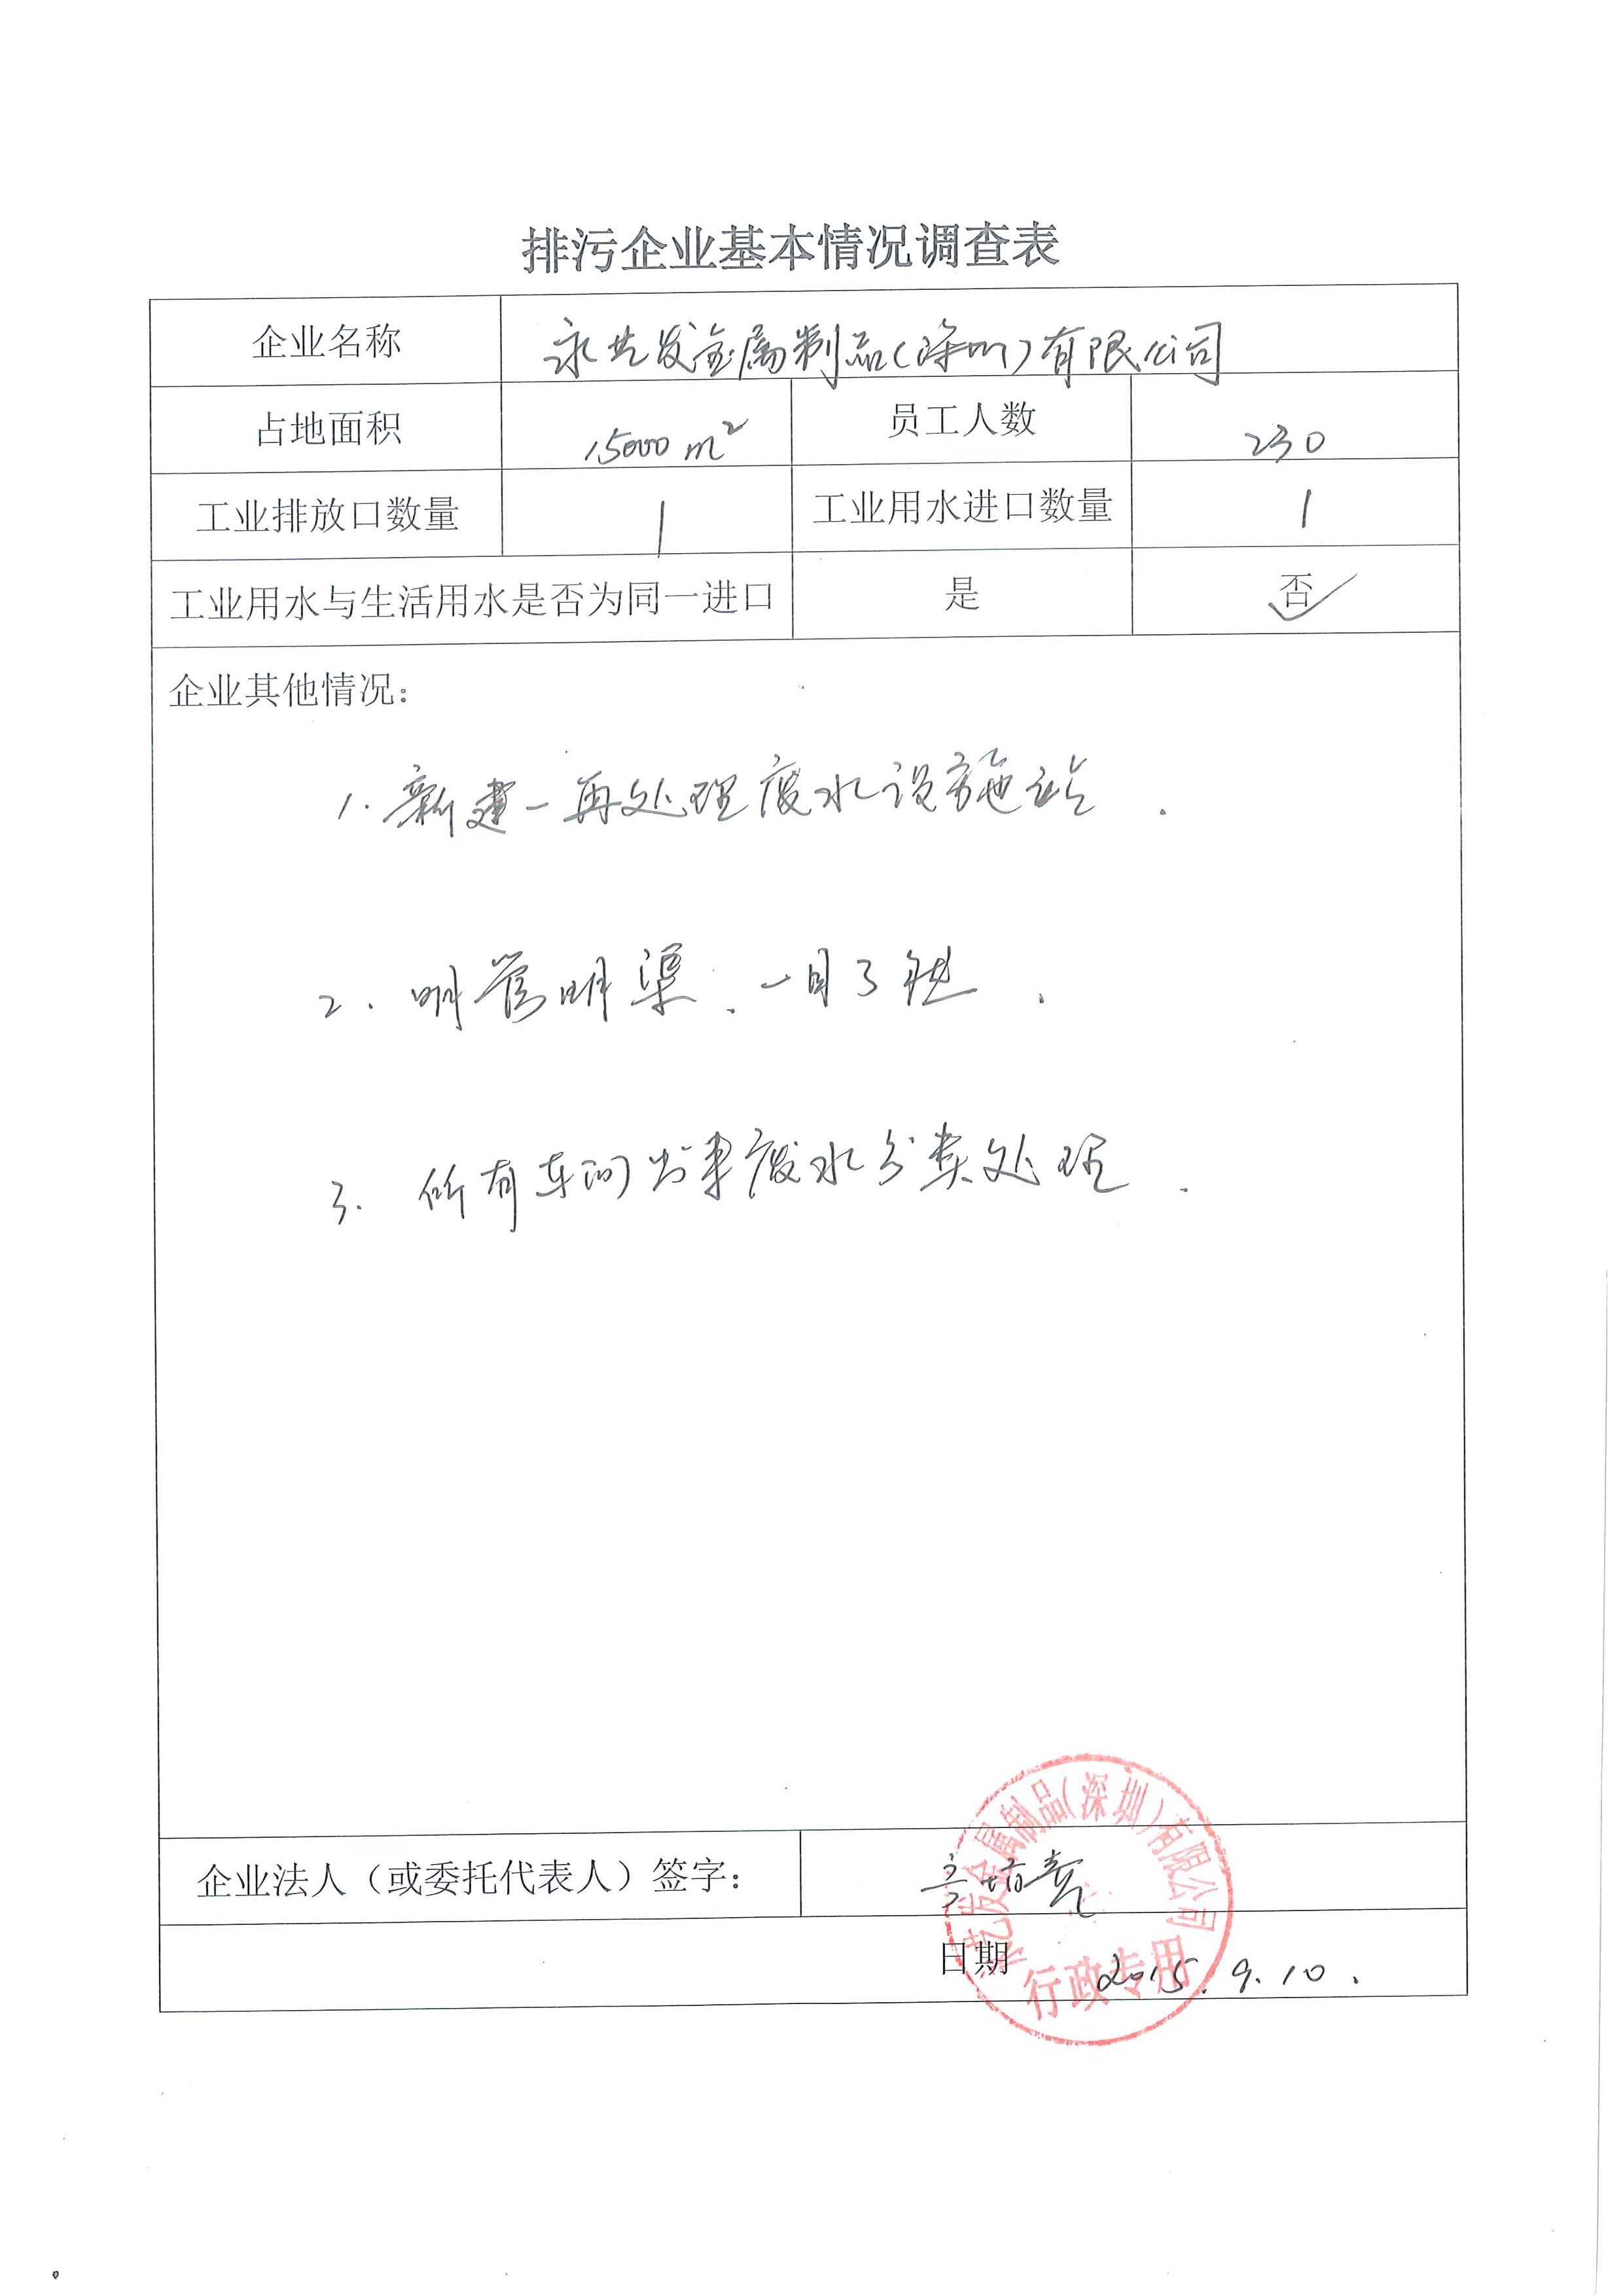 排污企业基本情况调查表
企业名称 永艺发金属制品(深圳)有限公司
占地面积 15000 m² 员工人数 230
工业排放口数量 1 工业用水进口数量 1
工业用水与生活用水是否为同一进口 是 否 ✓
企业其他情况:
1. 新建一再处理废水设施站.
2. 明管明渠、一目了然.
3. 所有车间出来废水分类处理.
企业法人（或委托代表人）签字:
永艺发金属制品(深圳)有限公司
行政专用
日期 2015.9.10.